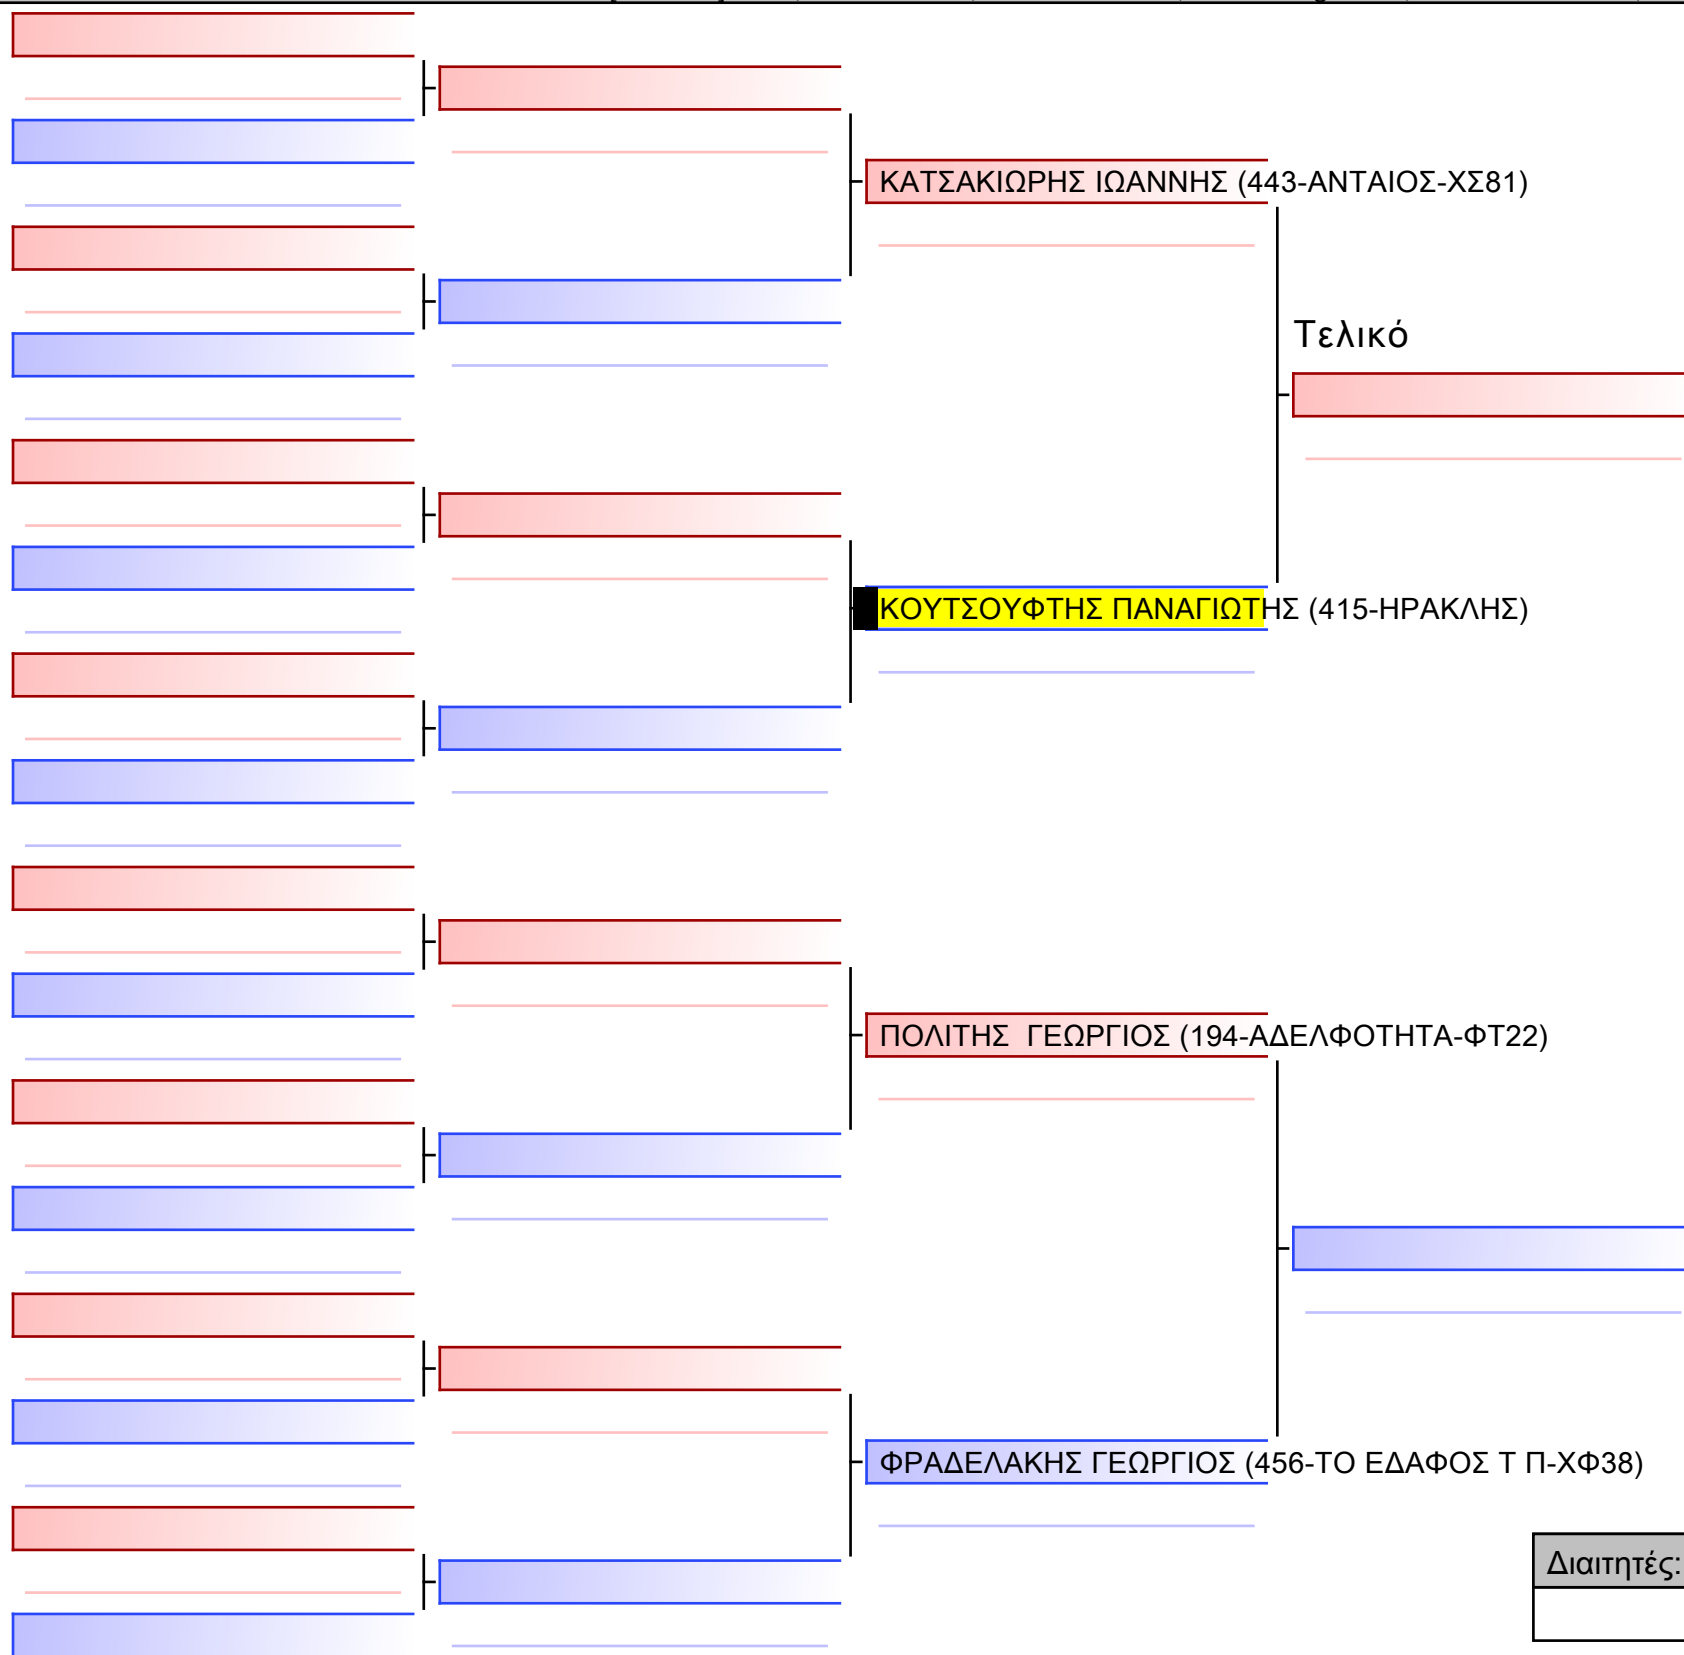 ΚΑΤΣΑΚΙΩΡΗΣ ΙΩΑΝΝΗΣ (443-ΑΝΤΑΙΟΣ-ΧΣ81)
Τελικό
ΚΟΥΤΣΟΥΦΤΗΣ ΠΑΝΑΓΙΩΤΗΣ (415-ΗΡΑΚΛΗΣ)
ΠΟΛΙΤΗΣ  ΓΕΩΡΓΙΟΣ (194-ΑΔΕΛΦΟΤΗΤΑ-ΦΤ22)
ΦΡΑΔΕΛΑΚΗΣ ΓΕΩΡΓΙΟΣ (456-ΤΟ ΕΔΑΦΟΣ Τ Π-ΧΦ38)
Διαιτητές: